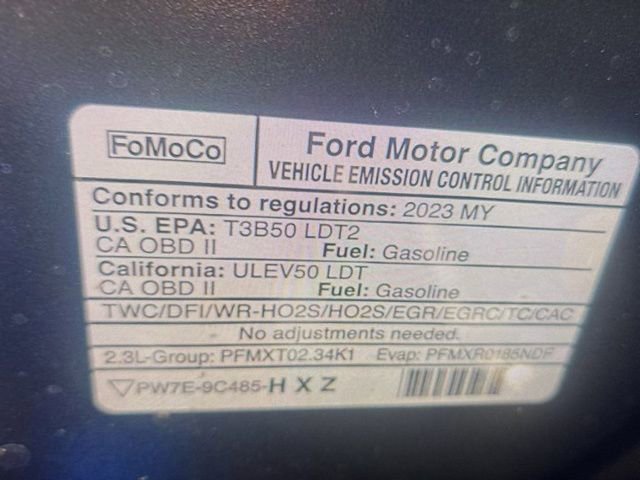 FoMoCo
Ford Motor Company
VEHICLE EMISSION CONTROL INFORMATION
Conforms to regulations: 2023 MY
U.S. EPA: T3B50 LDT2
CA OBD II Fuel: Gasoline
California: ULEV50 LDT
CA OBD II Fuel: Gasoline
TWC/DFI/WR-HO2S/HO2S/EGR/EGRC/TC/CAC
No adjustments needed.
2.3L-Group: PFMXT02.34K1 Evap: PFMXR0185NDF
PW7E-9C485-H X Z